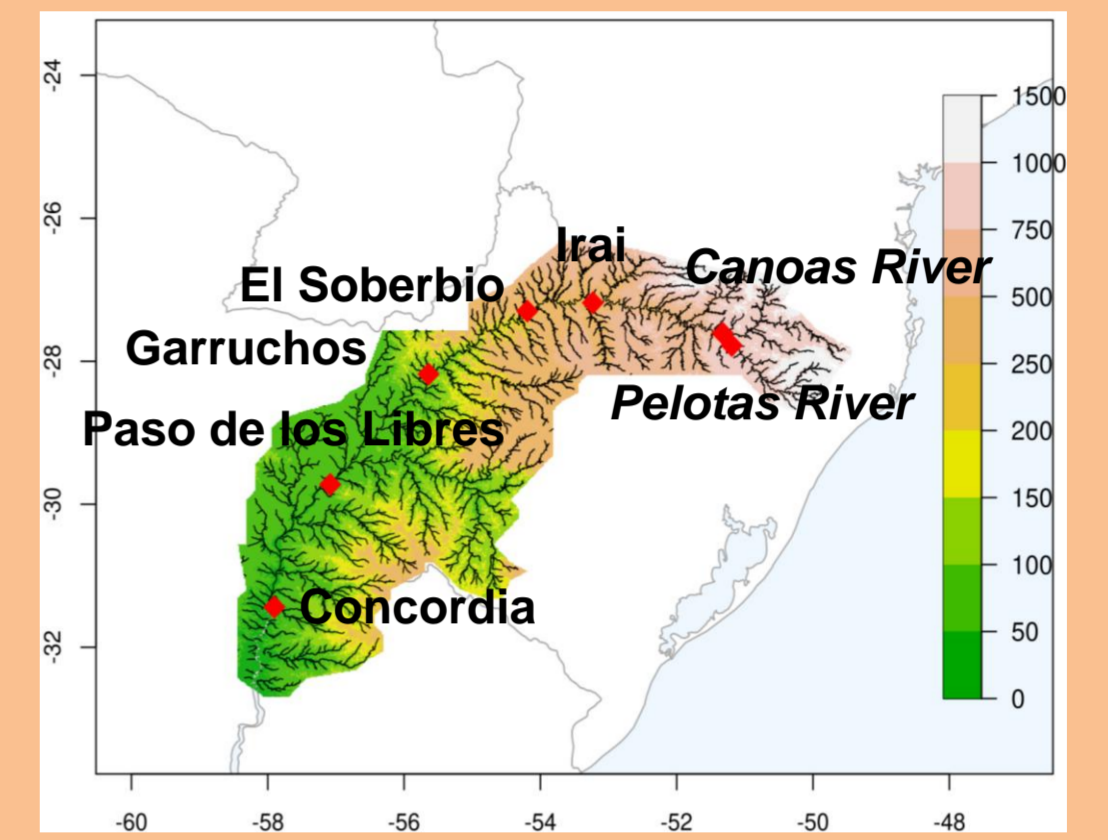 -24
-26
-28
-30
-32
Irai
Canoas River
El Soberbio
Garruchos
Pelotas River
Paso de los Libres
Concordia
1500
1000
750
500
250
200
150
100
50
0
-60 -58 -56 -54 -52 -50 -48